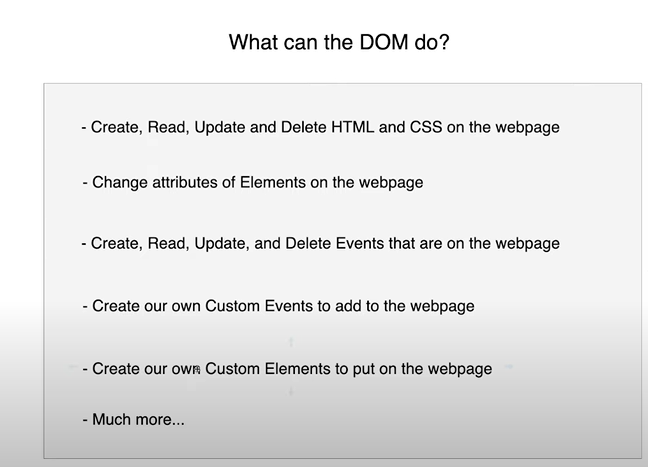 What can the DOM do?
- Create, Read, Update and Delete HTML and CSS on the webpage
- Change attributes of Elements on the webpage
- Create, Read, Update, and Delete Events that are on the webpage
- Create our own Custom Events to add to the webpage
- Create our own Custom Elements to put on the webpage
- Much more...